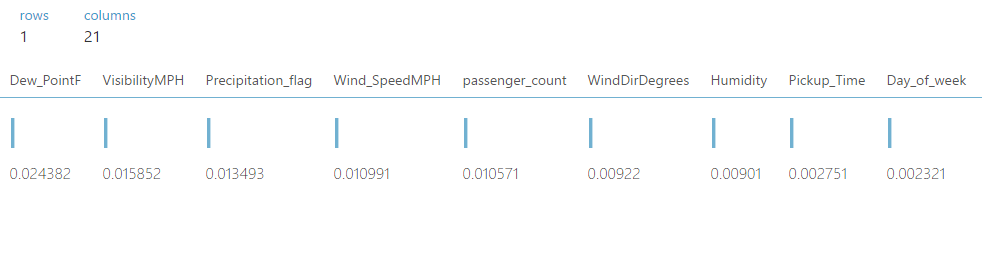 rows columns
1 21
Dew_PointF VisibilityMPH Precipitation_flag Wind_SpeedMPH passenger_count WindDirDegrees Humidity Pickup_Time Day_of_week
0.024382 0.015852 0.013493 0.010991 0.010571 0.00922 0.00901 0.002751 0.002321